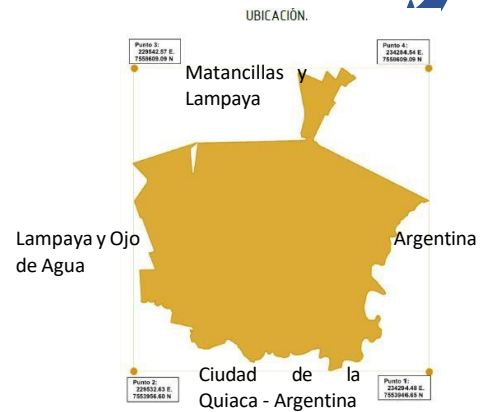 UBICACIÓN.
Punto 3:
229542.57 E.
7559609.09 N
Punto 4:
234284.54 E.
7559609.09 N
Matancillas y
Lampaya
Lampaya y Ojo
de Agua
Argentina
Punto 2:
229532.63 E.
7553956.60 N
Ciudad de la
Quiaca - Argentina
Punto 1:
234294.48 E.
7553946.65 N